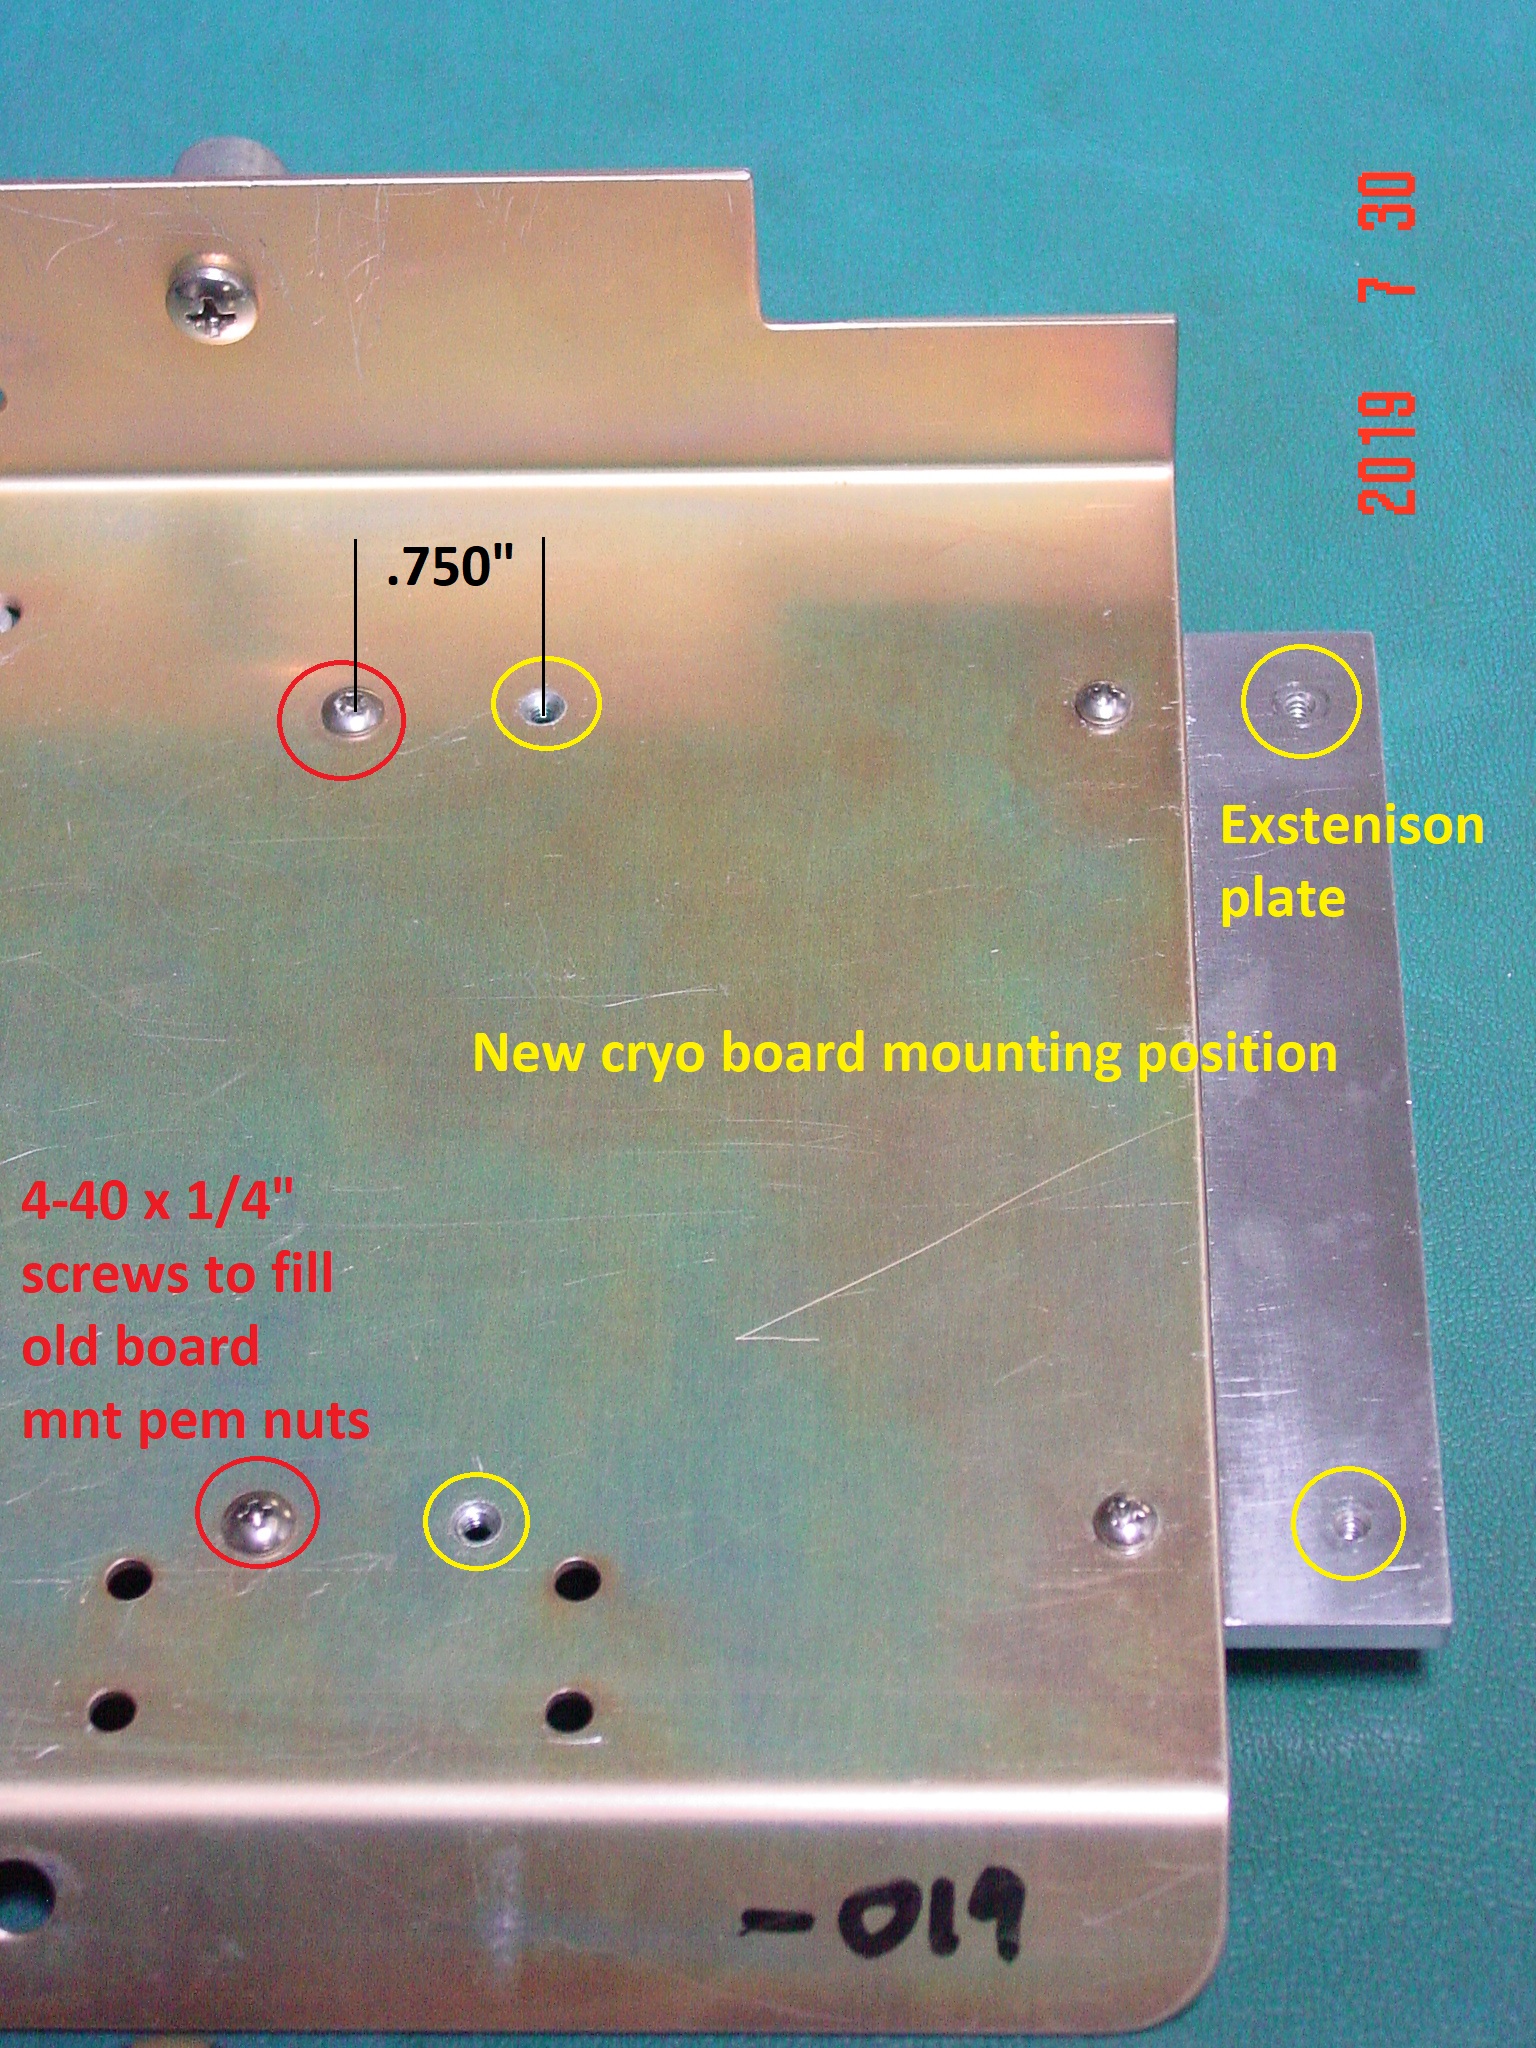 2019 7 30
.750"
Exstenison
plate
New cryo board mounting position
4-40 x 1/4"
screws to fill
old board
mnt pem nuts
-019